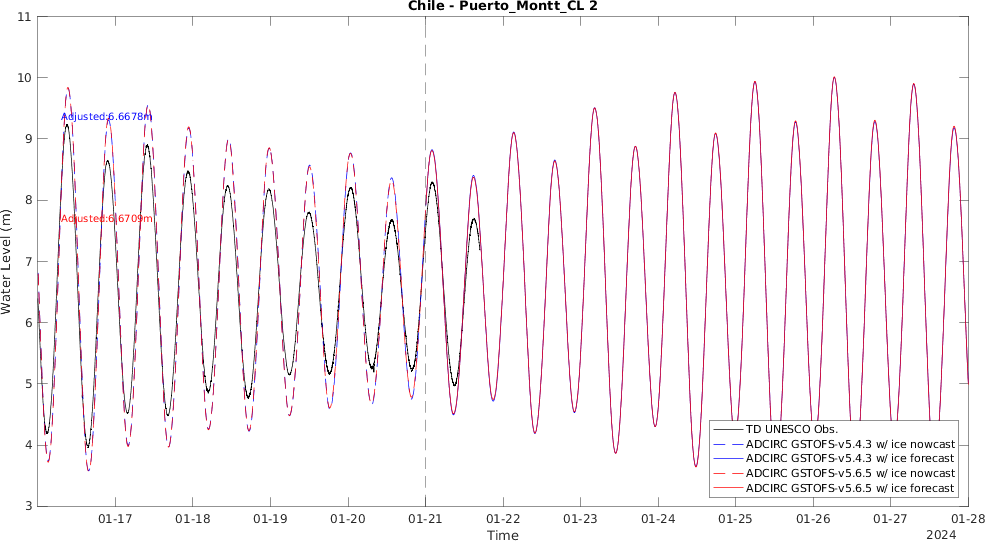 Chile - Puerto_Montt_CL 2
Water Level (m)
11
10
9
8
7
6
5
4
3
Adjusted:6.6678m
Adjusted:6.6709m
01-17
01-18
01-19
01-20
01-21
01-22
01-23
01-24
01-25
01-26
01-27
01-28
2024
Time
TD UNESCO Obs.
ADCIRC GSTOFS-v5.4.3 w/ ice nowcast
ADCIRC GSTOFS-v5.4.3 w/ ice forecast
ADCIRC GSTOFS-v5.6.5 w/ ice nowcast
ADCIRC GSTOFS-v5.6.5 w/ ice forecast